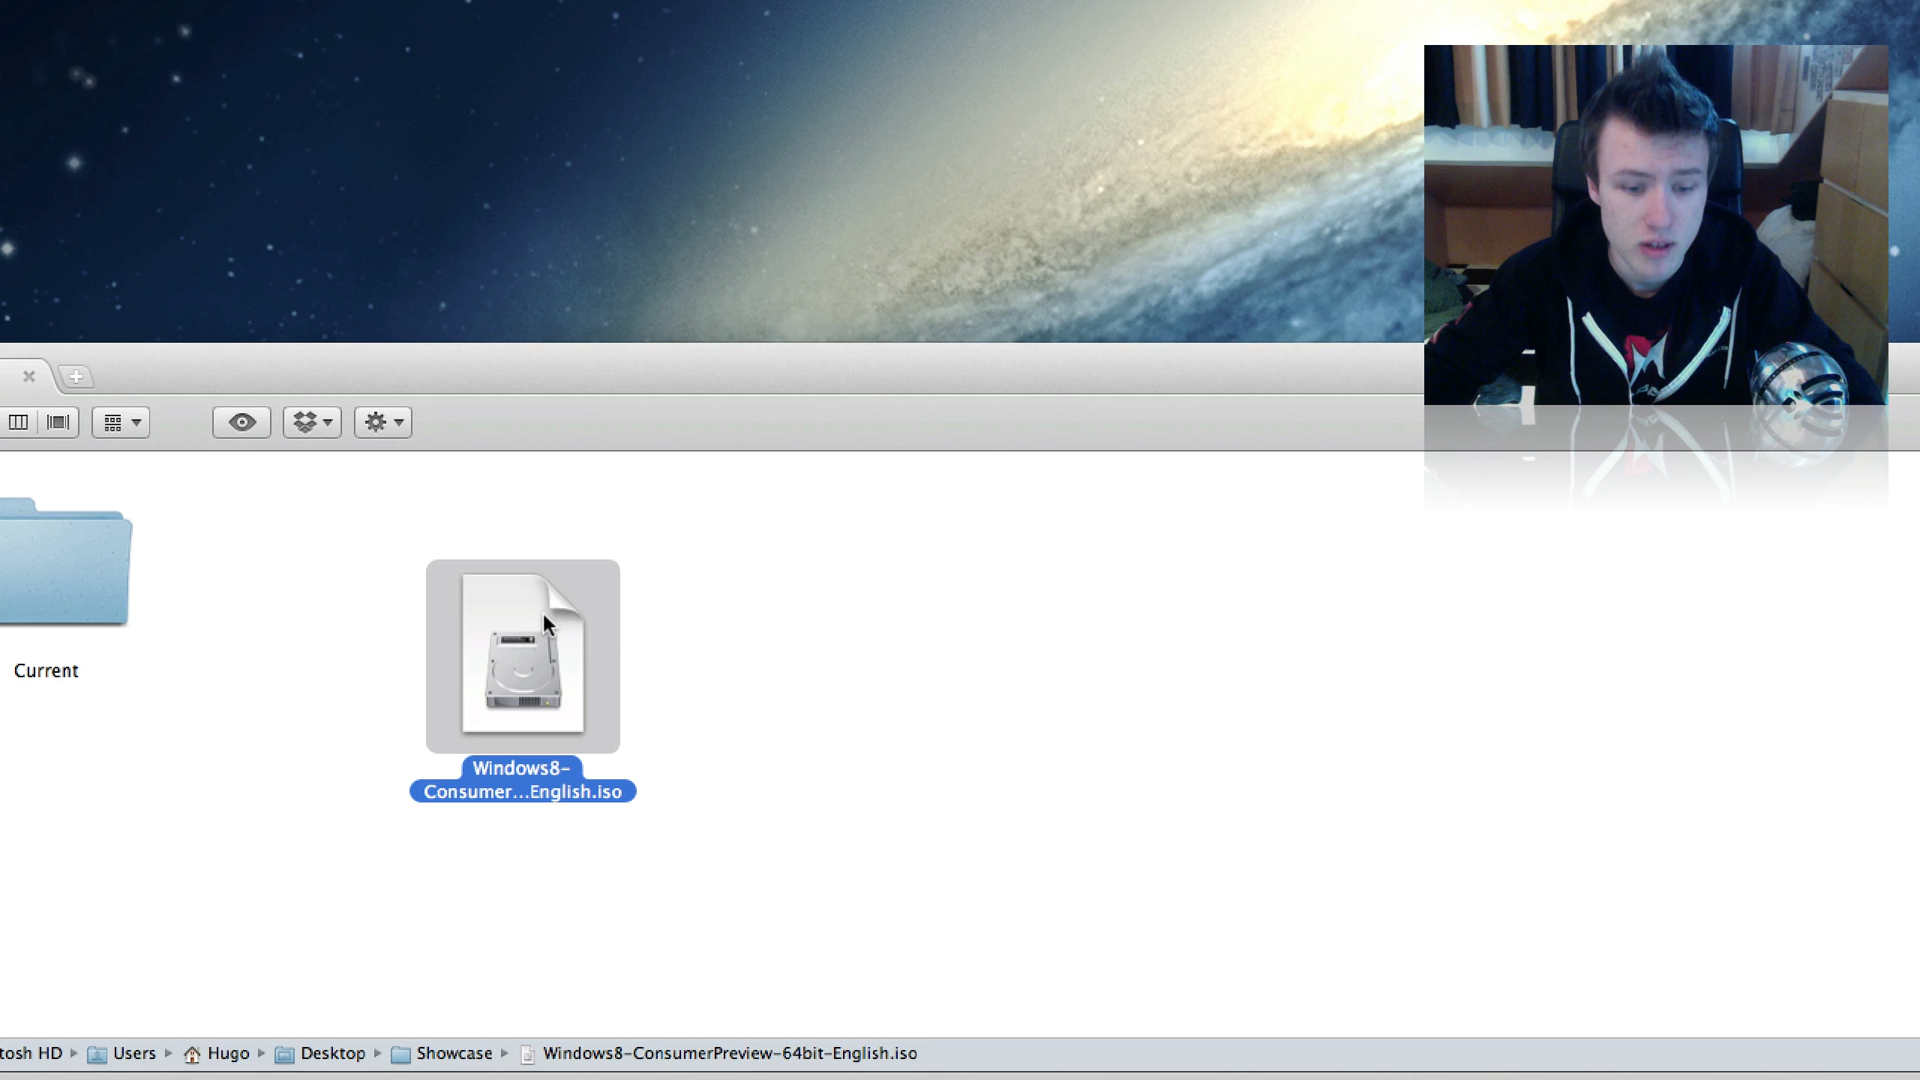 Current
Windows8-
Consumer...English.iso
tosh HD
Users
Hugo
Desktop
Showcase
Windows8-ConsumerPreview-64bit-English.iso